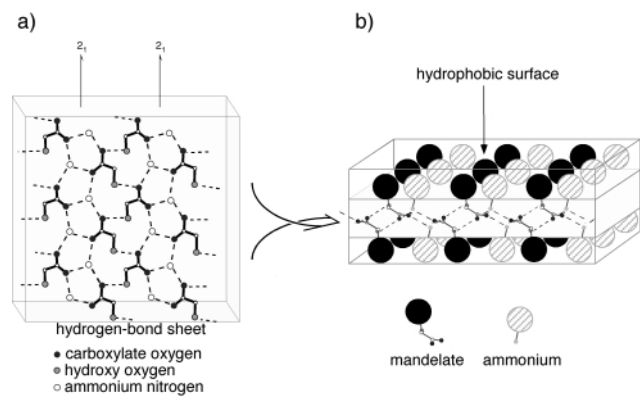 a)
2₁ 2₁
hydrogen-bond sheet
carboxylate oxygen
hydroxy oxygen
ammonium nitrogen
b)
hydrophobic surface
mandelate ammonium